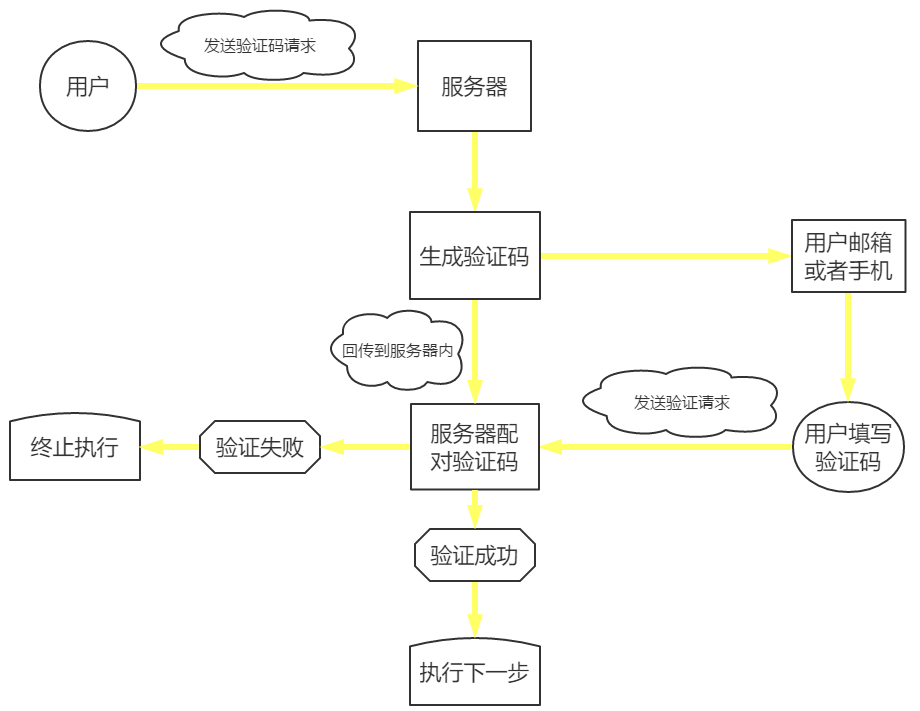 发送验证码请求
用户
服务器
生成验证码
用户邮箱
或者手机
回传到服务器内
发送验证请求
终止执行
验证失败
服务器配
对验证码
用户填写
验证码
验证成功
执行下一步